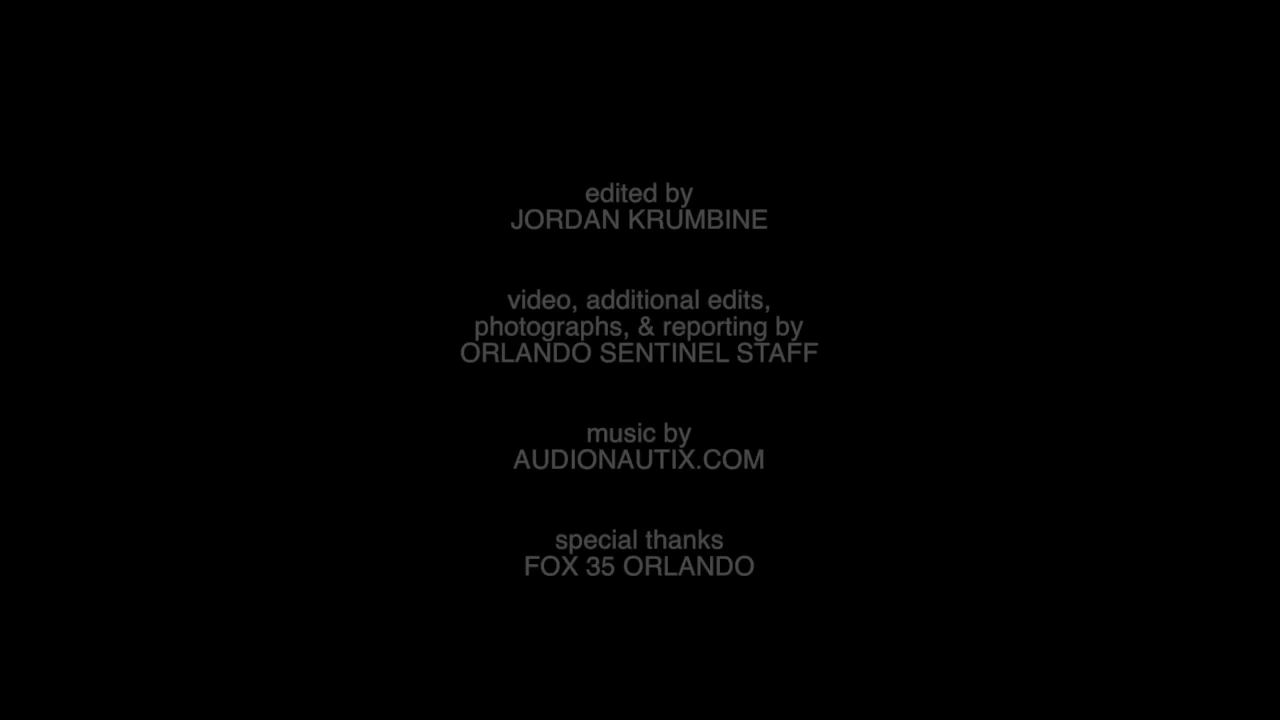 edited by
JORDAN KRUMBINE
video, additional edits,
photographs, & reporting by
ORLANDO SENTINEL STAFF
music by
AUDIONAUTIX.COM
special thanks
FOX 35 ORLANDO